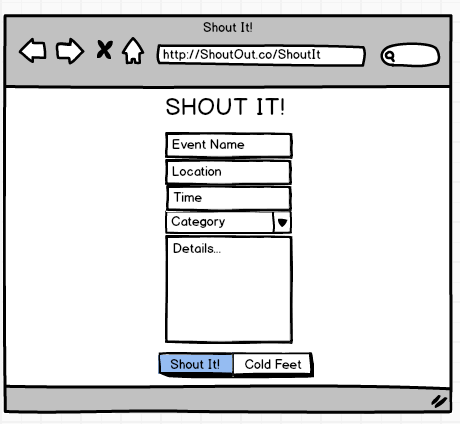 Shout It!
http://ShoutOut.co/ShoutIt
SHOUT IT!
Event Name
Location
Time
Category
Details...
Shout It! Cold Feet